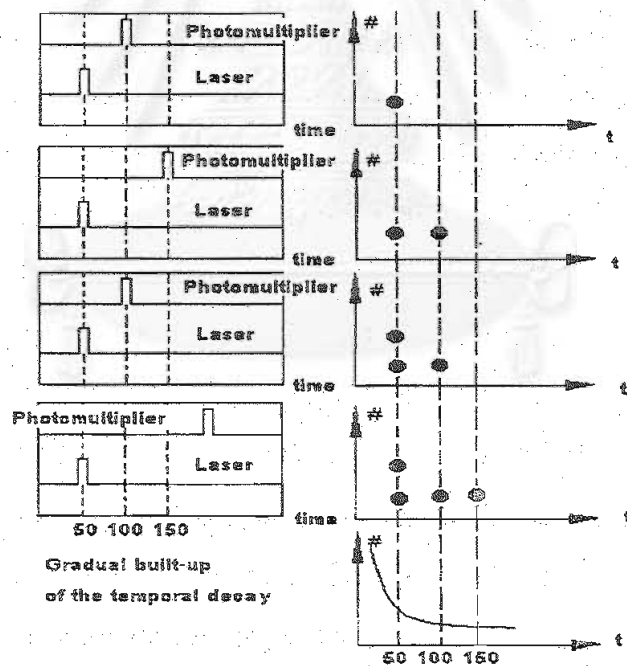 Photomultiplier
#
Laser
time
t
Photomultiplier
#
Laser
time
t
Photomultiplier
#
Laser
time
t
Photomultiplier
#
Laser
time
t
50 100 150
Gradual built-up
of the temporal decay
#
t
50 100 150